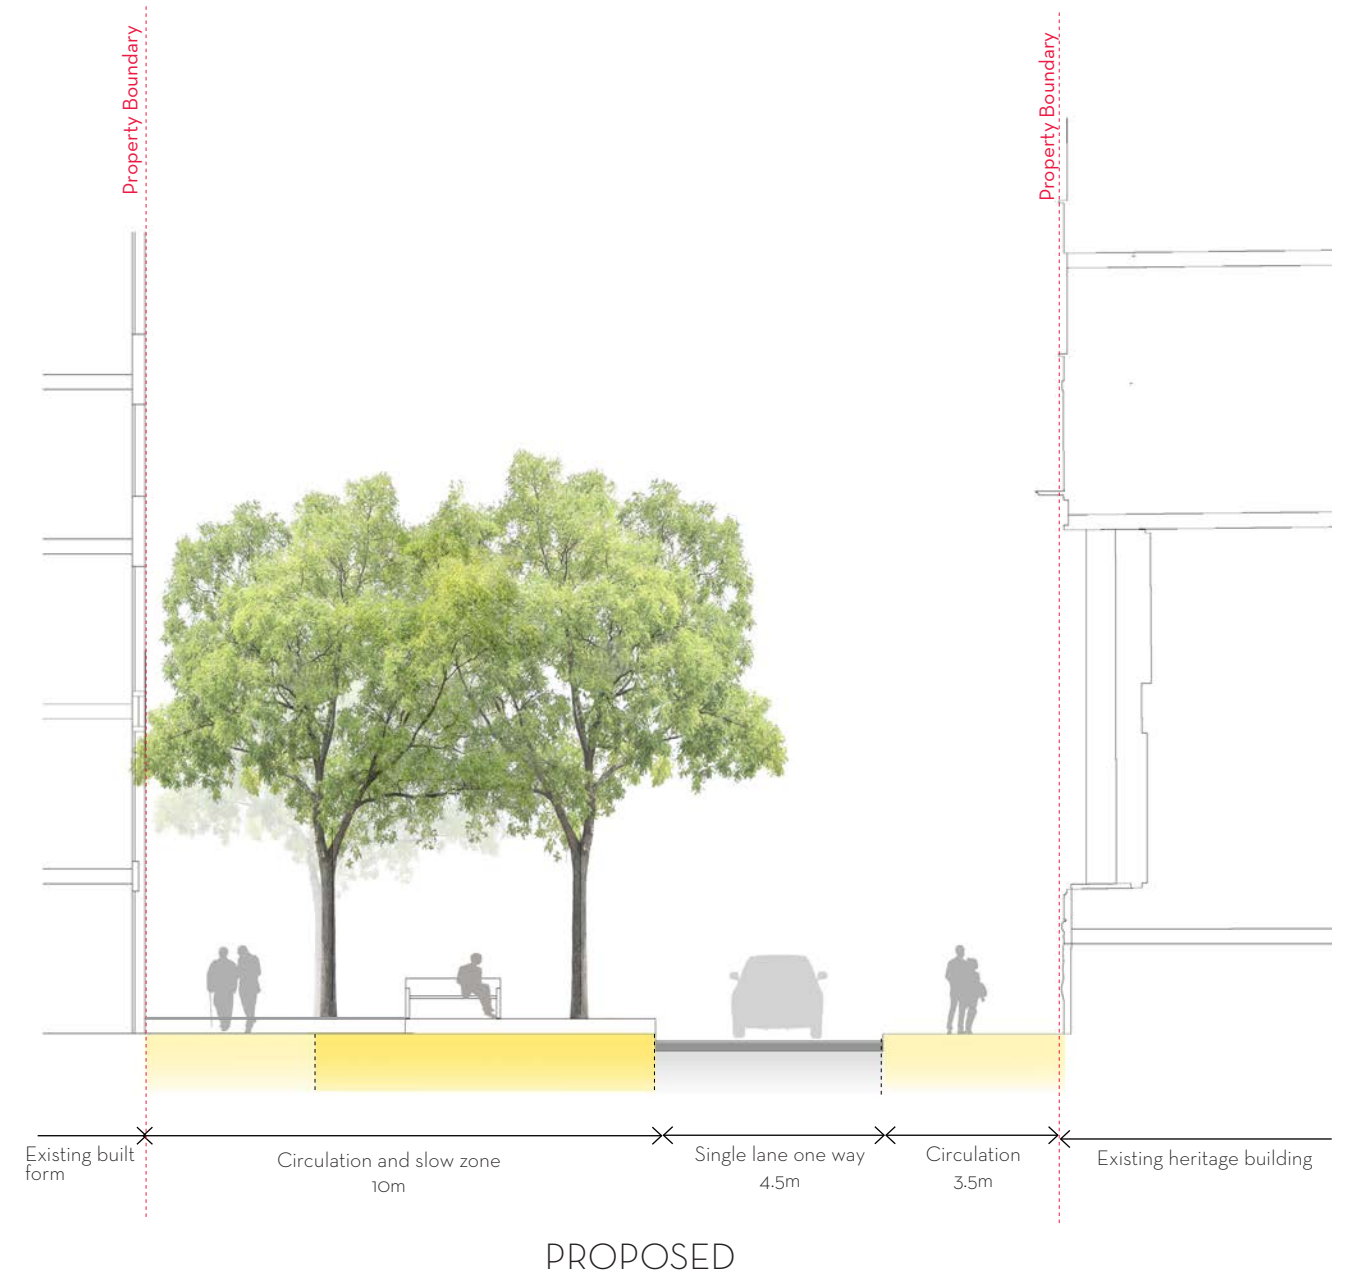 Property Boundary
Property Boundary
Existing built
form
Circulation and slow zone
10m
Single lane one way
4.5m
Circulation
3.5m
Existing heritage building
PROPOSED